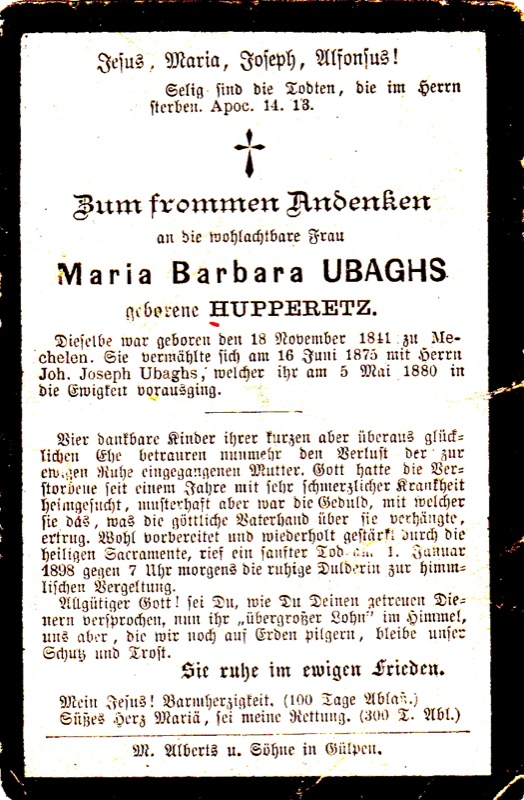 Jesus, Maria, Joseph, Alfonsus!
Selig sind die Todten, die im Herrn
sterben. Apoc. 14. 13.
Zum frommen Andenken
an die wohlachtbare Frau
Maria Barbara UBAGHS
geborene HUPPERETZ.
Dieselbe war geboren den 18 November 1841 zu Me-
chelen. Sie vermählte sich am 16 Juni 1875 mit Herrn
Joh. Joseph Ubaghs, welcher ihr am 5 Mai 1880 in
die Ewigkeit vorausging.
Vier dankbare Kinder ihrer kurzen aber überaus glück-
lichen Ehe betrauren nunmehr den Verlust der zur
ewigen Ruhe eingegangenen Mutter. Gott hatte die Ver-
storbene seit einem Jahre mit sehr schmerzlicher Krankheit
heimgesucht, musterhaft aber war die Geduld, mit welcher
sie das, was die göttliche Vaterhand über sie verhängte,
ertrug. Wohl vorbereitet und wiederholt gestärkt durch die
heiligen Sacramente, rief ein sanfter Tod am 1. Januar
1898 gegen 7 Uhr morgens die ruhige Dulderin zur himm-
lischen Vergeltung.
Allgütiger Gott! sei Du, wie Du Deinen getreuen Die-
nern versprochen, nun ihr „übergroßer Lohn" im Himmel,
uns aber, die wir noch auf Erden pilgern, bleibe unser
Schutz und Trost.
Sie ruhe im ewigen Frieden.
Mein Jesus! Barmherzigkeit. (100 Tage Ablaß.)
Süßes Herz Mariä, sei meine Rettung. (300 T. Abl.)
M. Alberts u. Söhne in Gülpen.